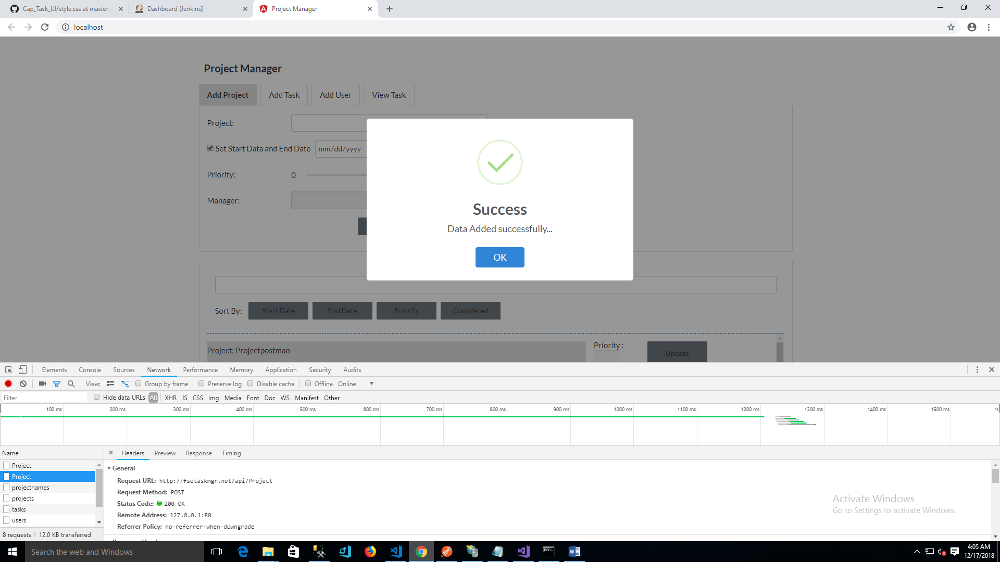 Cap_Task_UI/style.css at master
Dashboard [Jenkins]
Project Manager
localhost
Project Manager
Add Project
Add Task
Add User
View Task
Project:
Set Start Data and End Date
mm/dd/yyyy
Priority:
0
Manager:
Success
Data Added successfully...
OK
Sort By:
Start Date
End Date
Priority
Completed
Project: Projectpostman
Priority :
Update
Elements
Console
Sources
Network
Performance
Memory
Application
Security
Audits
View:
Group by frame
Preserve log
Disable cache
Offline
Online
Filter
Hide data URLs
All
XHR
JS
CSS
Img
Media
Font
Doc
WS
Manifest
Other
100 ms
200 ms
300 ms
400 ms
500 ms
600 ms
700 ms
800 ms
900 ms
1000 ms
1100 ms
1200 ms
1300 ms
1400 ms
1500 ms
Name
Headers
Preview
Response
Timing
Project
Project
projectnames
projects
tasks
users
8 requests | 12.0 KB transferred
General
Request URL: http://fsetaskmgr.net/api/Project
Request Method: POST
Status Code: 200 OK
Remote Address: 127.0.0.1:80
Referrer Policy: no-referrer-when-downgrade
Activate Windows
Go to Settings to activate Windows.
Search the web and Windows
4:05 AM
12/17/2018